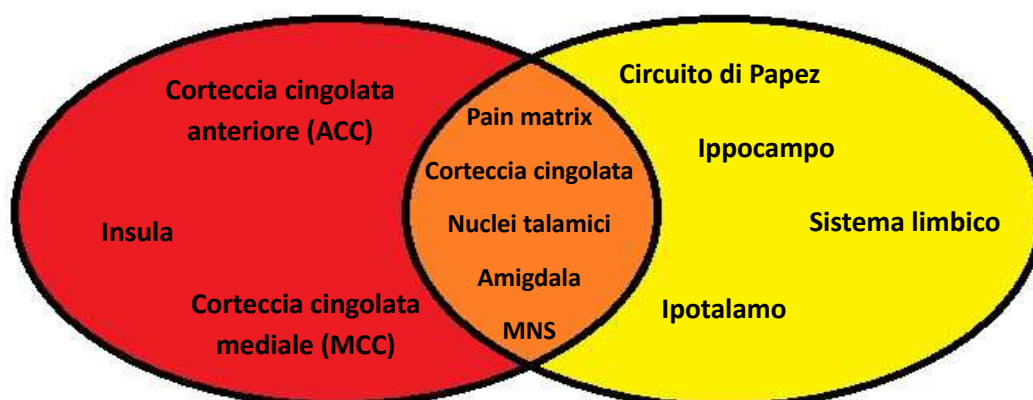 Corteccia cingolata
anteriore (ACC)
Insula
Corteccia cingolata
mediale (MCC)
Pain matrix
Corteccia cingolata
Nuclei talamici
Amigdala
MNS
Circuito di Papez
Ippocampo
Sistema limbico
Ipotalamo